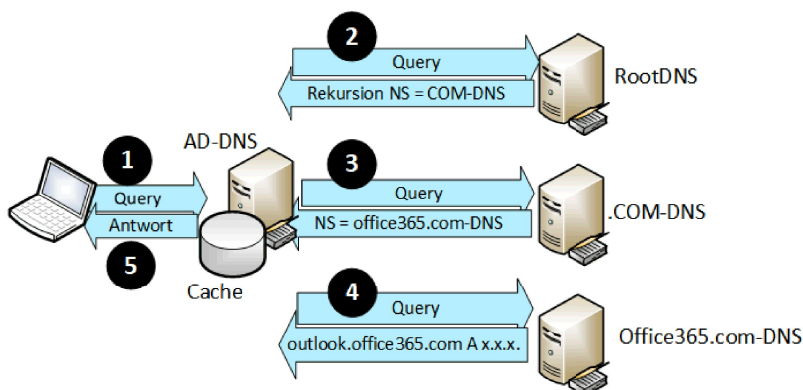 2
Query
Rekursion NS = COM-DNS
RootDNS
AD-DNS
1
Query
Antwort
5
Cache
3
Query
NS = office365.com-DNS
.COM-DNS
4
Query
outlook.office365.com A x.x.x.
Office365.com-DNS